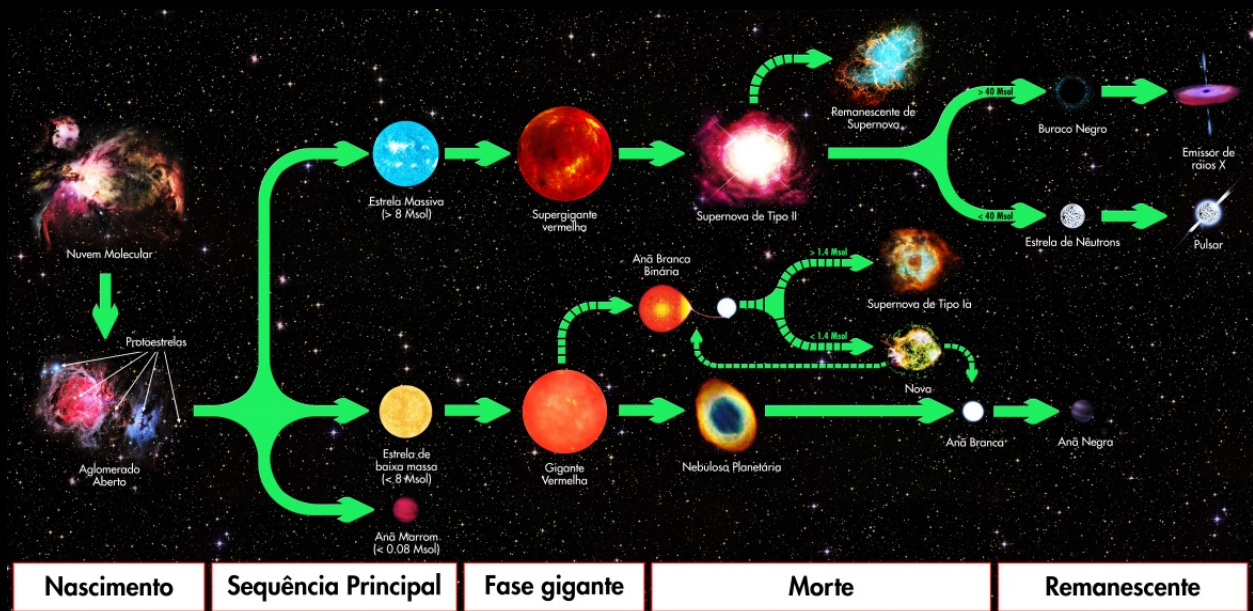 Nuvem Molecular
Protoestrelas
Aglomerado
Aberto
Estrela Massiva
(> 8 Msol)
Supergigante
vermelha
Supernova de Tipo II
Remanescente de
Supernova
> 40 Msol
Buraco Negro
Emissor de
raios X
< 40 Msol
Estrela de Nêutrons
Pulsar
Anã Branca
Binária
> 1.4 Msol
Supernova de Tipo Ia
< 1.4 Msol
Nova
Estrela de
baixa massa
(< 8 Msol)
Gigante
Vermelha
Nebulosa Planetária
Anã Branca
Anã Negra
Anã Marrom
(< 0.08 Msol)
Nascimento
Sequência Principal
Fase gigante
Morte
Remanescente